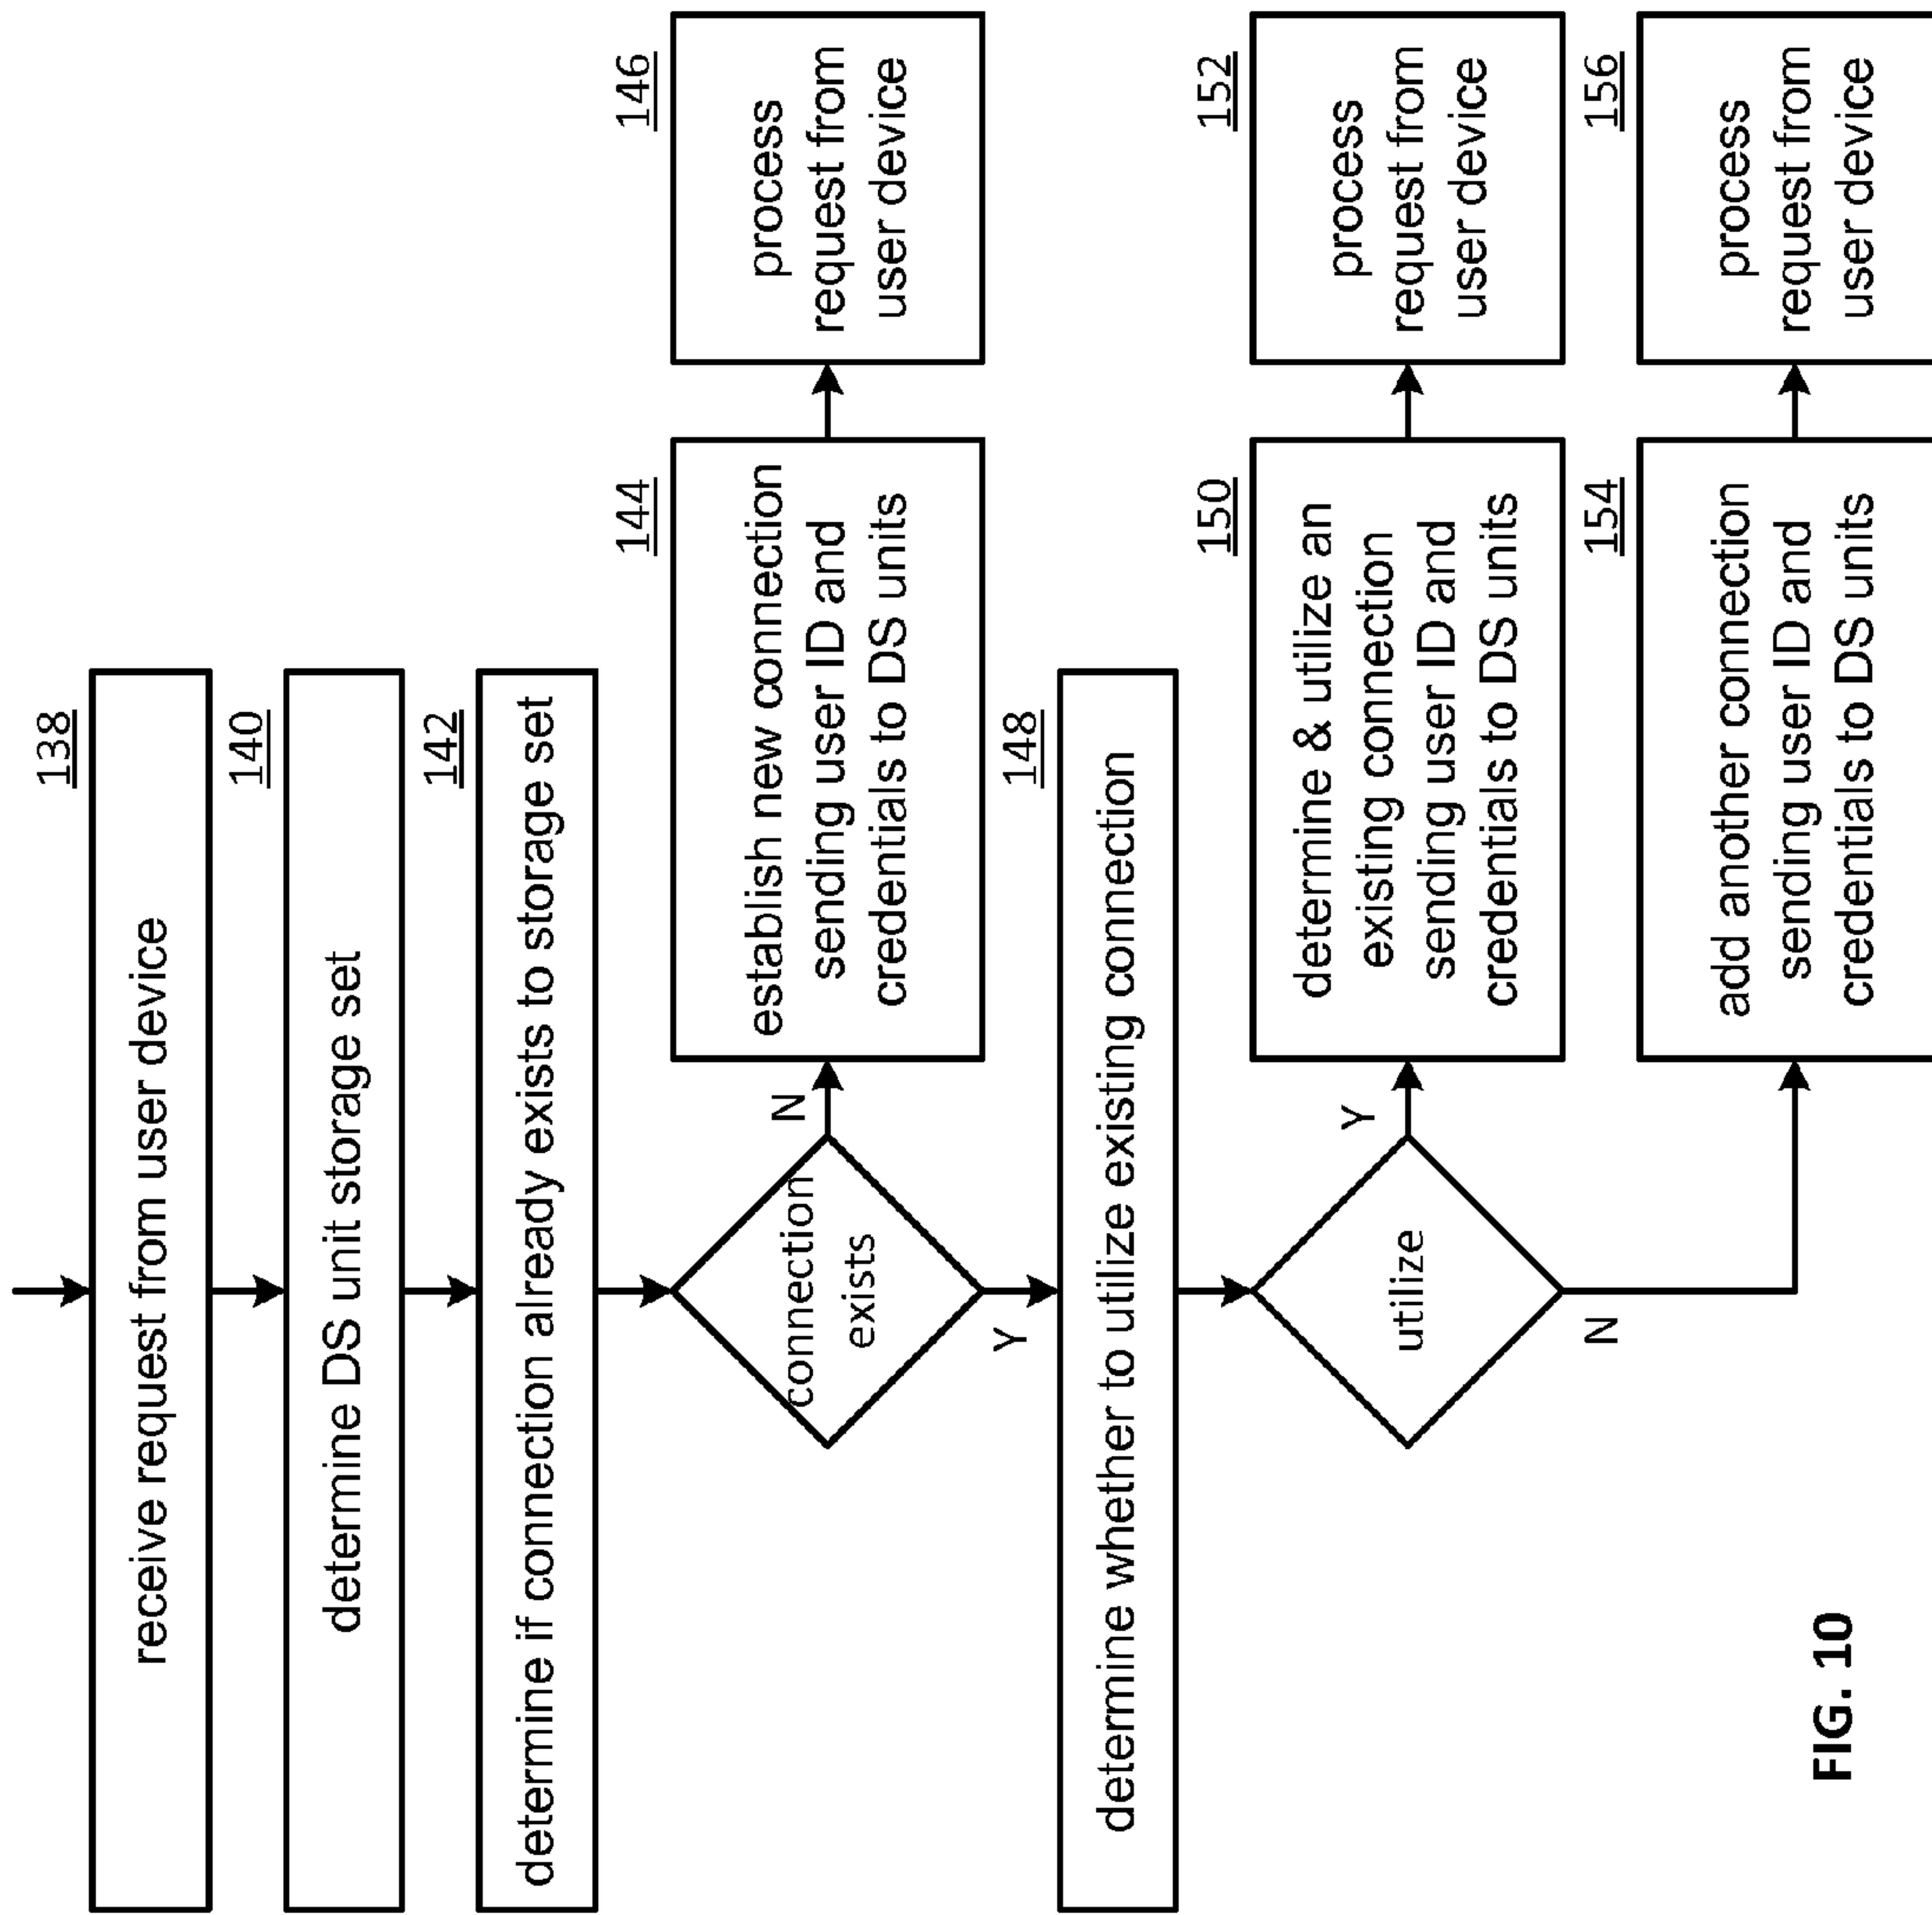 138
receive request from user device
140
determine DS unit storage set
142
determine if connection already exists to storage set
connection
exists
N
Y
144
establish new connection
sending user ID and
credentials to DS units
146
process
request from
user device
148
determine whether to utilize existing connection
utilize
Y
N
150
determine & utilize an
existing connection
sending user ID and
credentials to DS units
152
process
request from
user device
154
add another connection
sending user ID and
credentials to DS units
156
process
request from
user device
FIG. 10